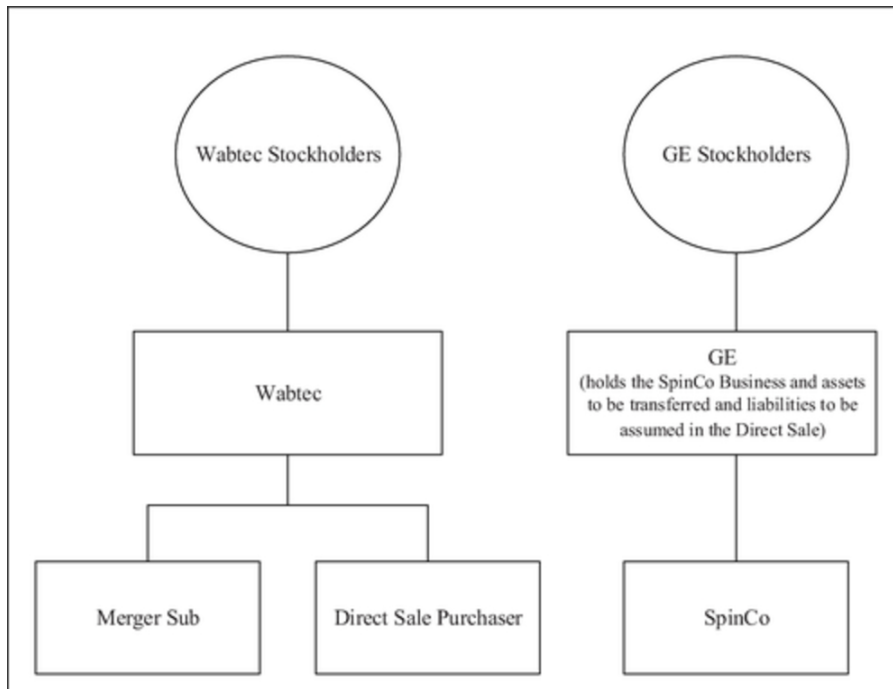 Wabtec Stockholders
GE Stockholders
Wabtec
GE
(holds the SpinCo Business and assets
to be transferred and liabilities to be
assumed in the Direct Sale)
Merger Sub
Direct Sale Purchaser
SpinCo